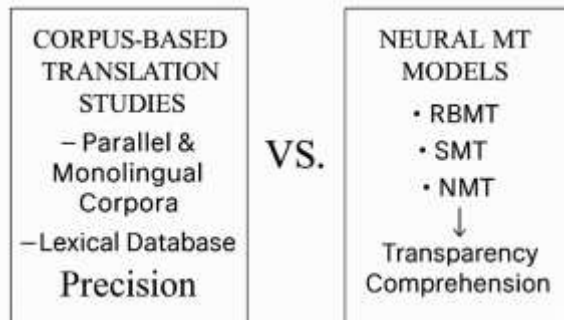 CORPUS-BASED
TRANSLATION
STUDIES
– Parallel &
Monolingual
Corpora
– Lexical Database
Precision
VS.
NEURAL MT
MODELS
• RBMT
• SMT
• NMT
↓
Transparency
Comprehension